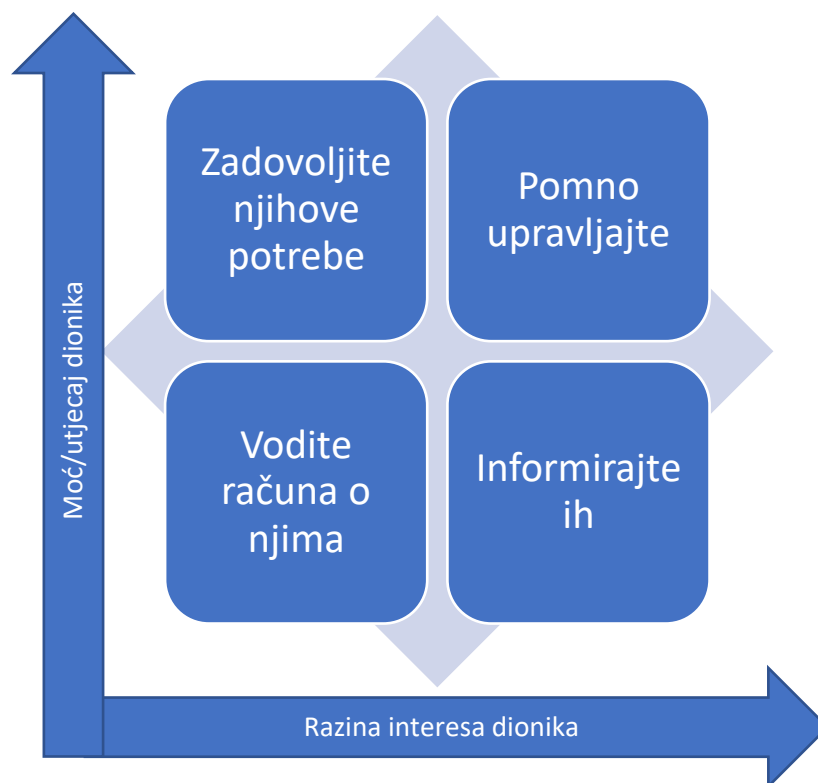 Zadovoljite
njihove
potrebe
Pomno
upravljajte
Moć/utjecaj dionika
Vodite
računa o
njima
Informirajte
ih
Razina interesa dionika